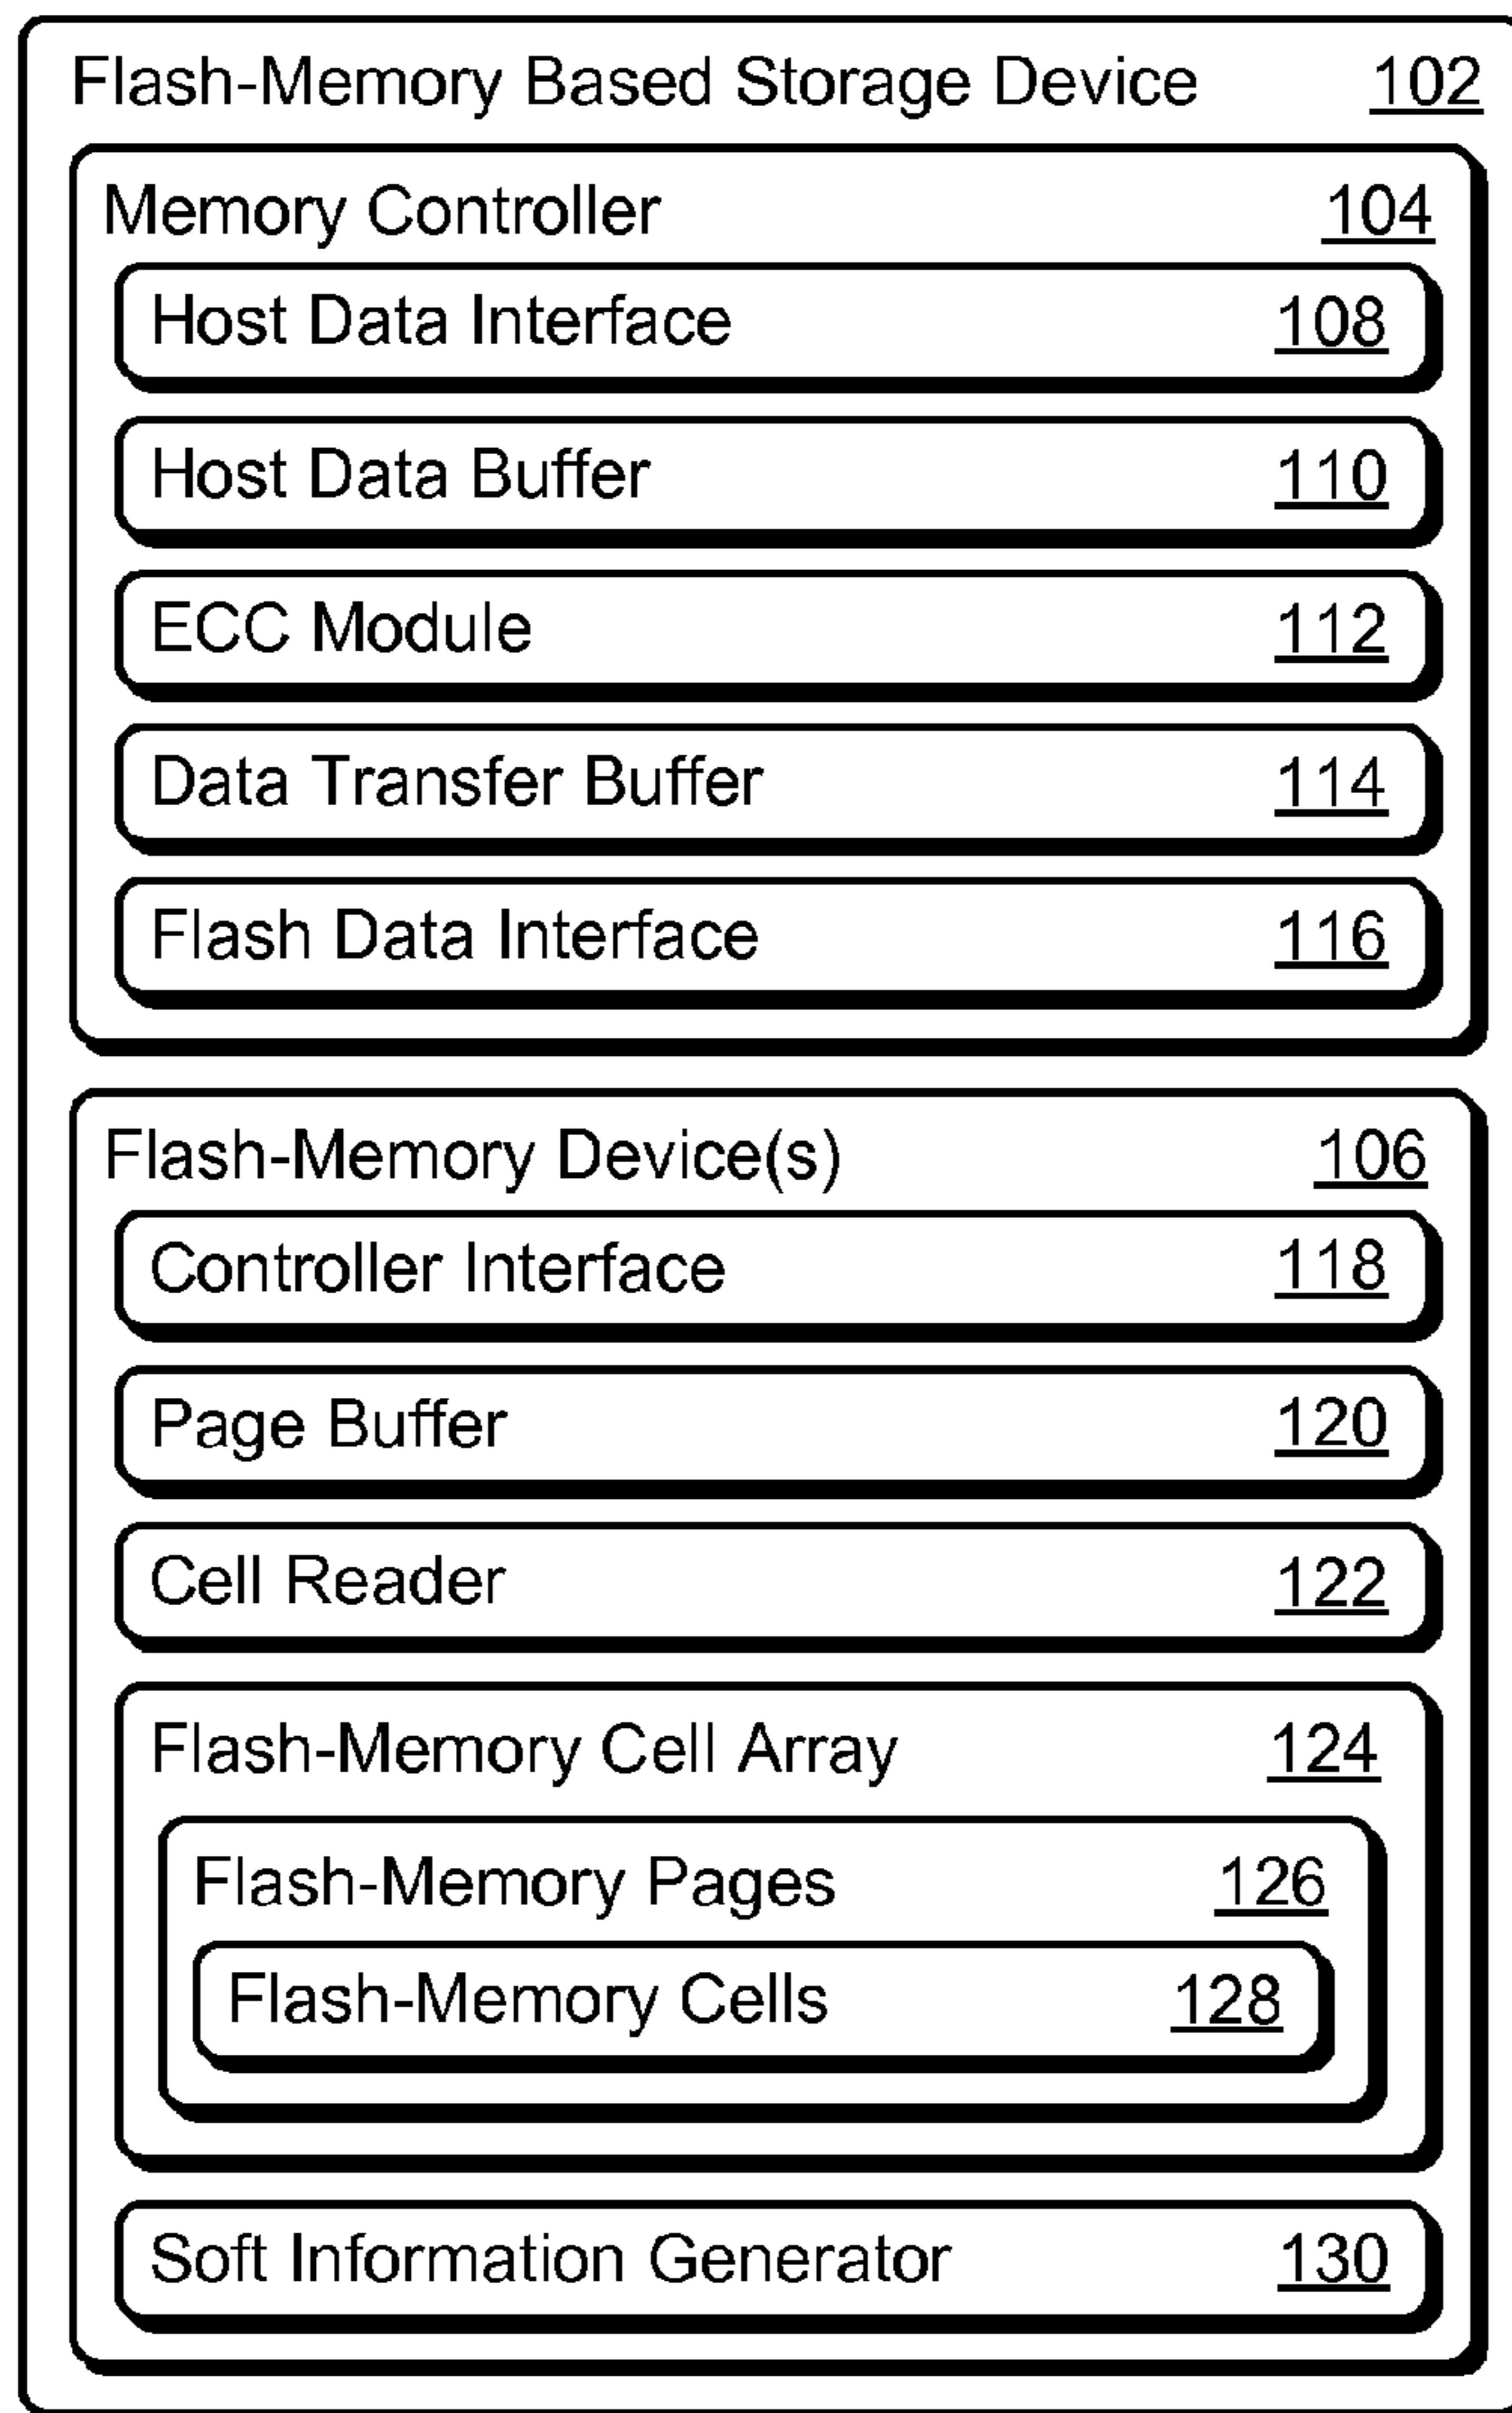 Flash-Memory Based Storage Device 102
Memory Controller 104
Host Data Interface 108
Host Data Buffer 110
ECC Module 112
Data Transfer Buffer 114
Flash Data Interface 116
Flash-Memory Device(s) 106
Controller Interface 118
Page Buffer 120
Cell Reader 122
Flash-Memory Cell Array 124
Flash-Memory Pages 126
Flash-Memory Cells 128
Soft Information Generator 130